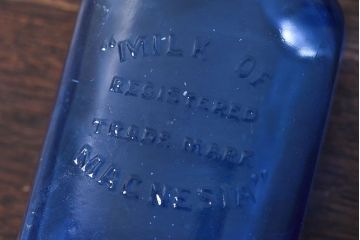 "MILK OF
REGISTERED
TRADE MARK
MAGNESIA"